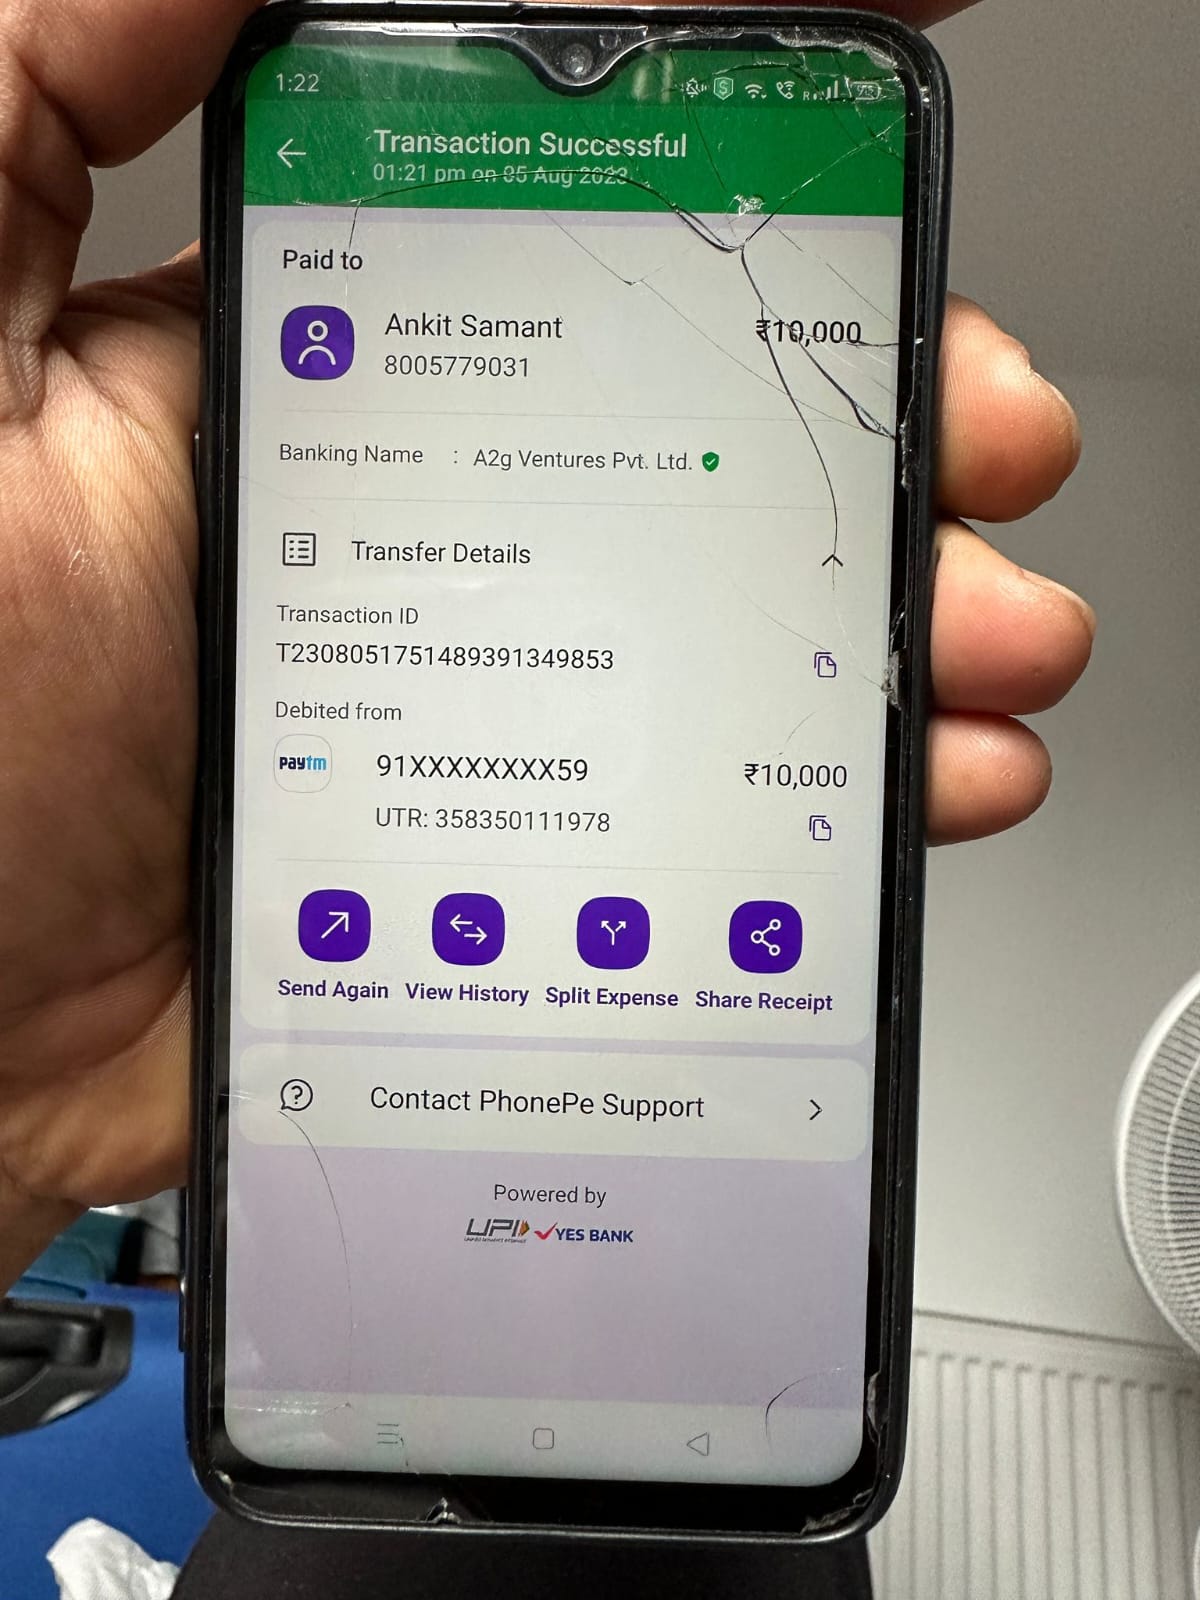 1:22
Transaction Successful
01:21 pm on 05 Aug 2023
Paid to
Ankit Samant
₹10,000
8005779031
Banking Name : A2g Ventures Pvt. Ltd.
Transfer Details
Transaction ID
T2308051751489391349853
Debited from
paytm
91XXXXXXXX59
₹10,000
UTR: 358350111978
Send Again View History Split Expense Share Receipt
Contact PhonePe Support
Powered by
UPI YES BANK